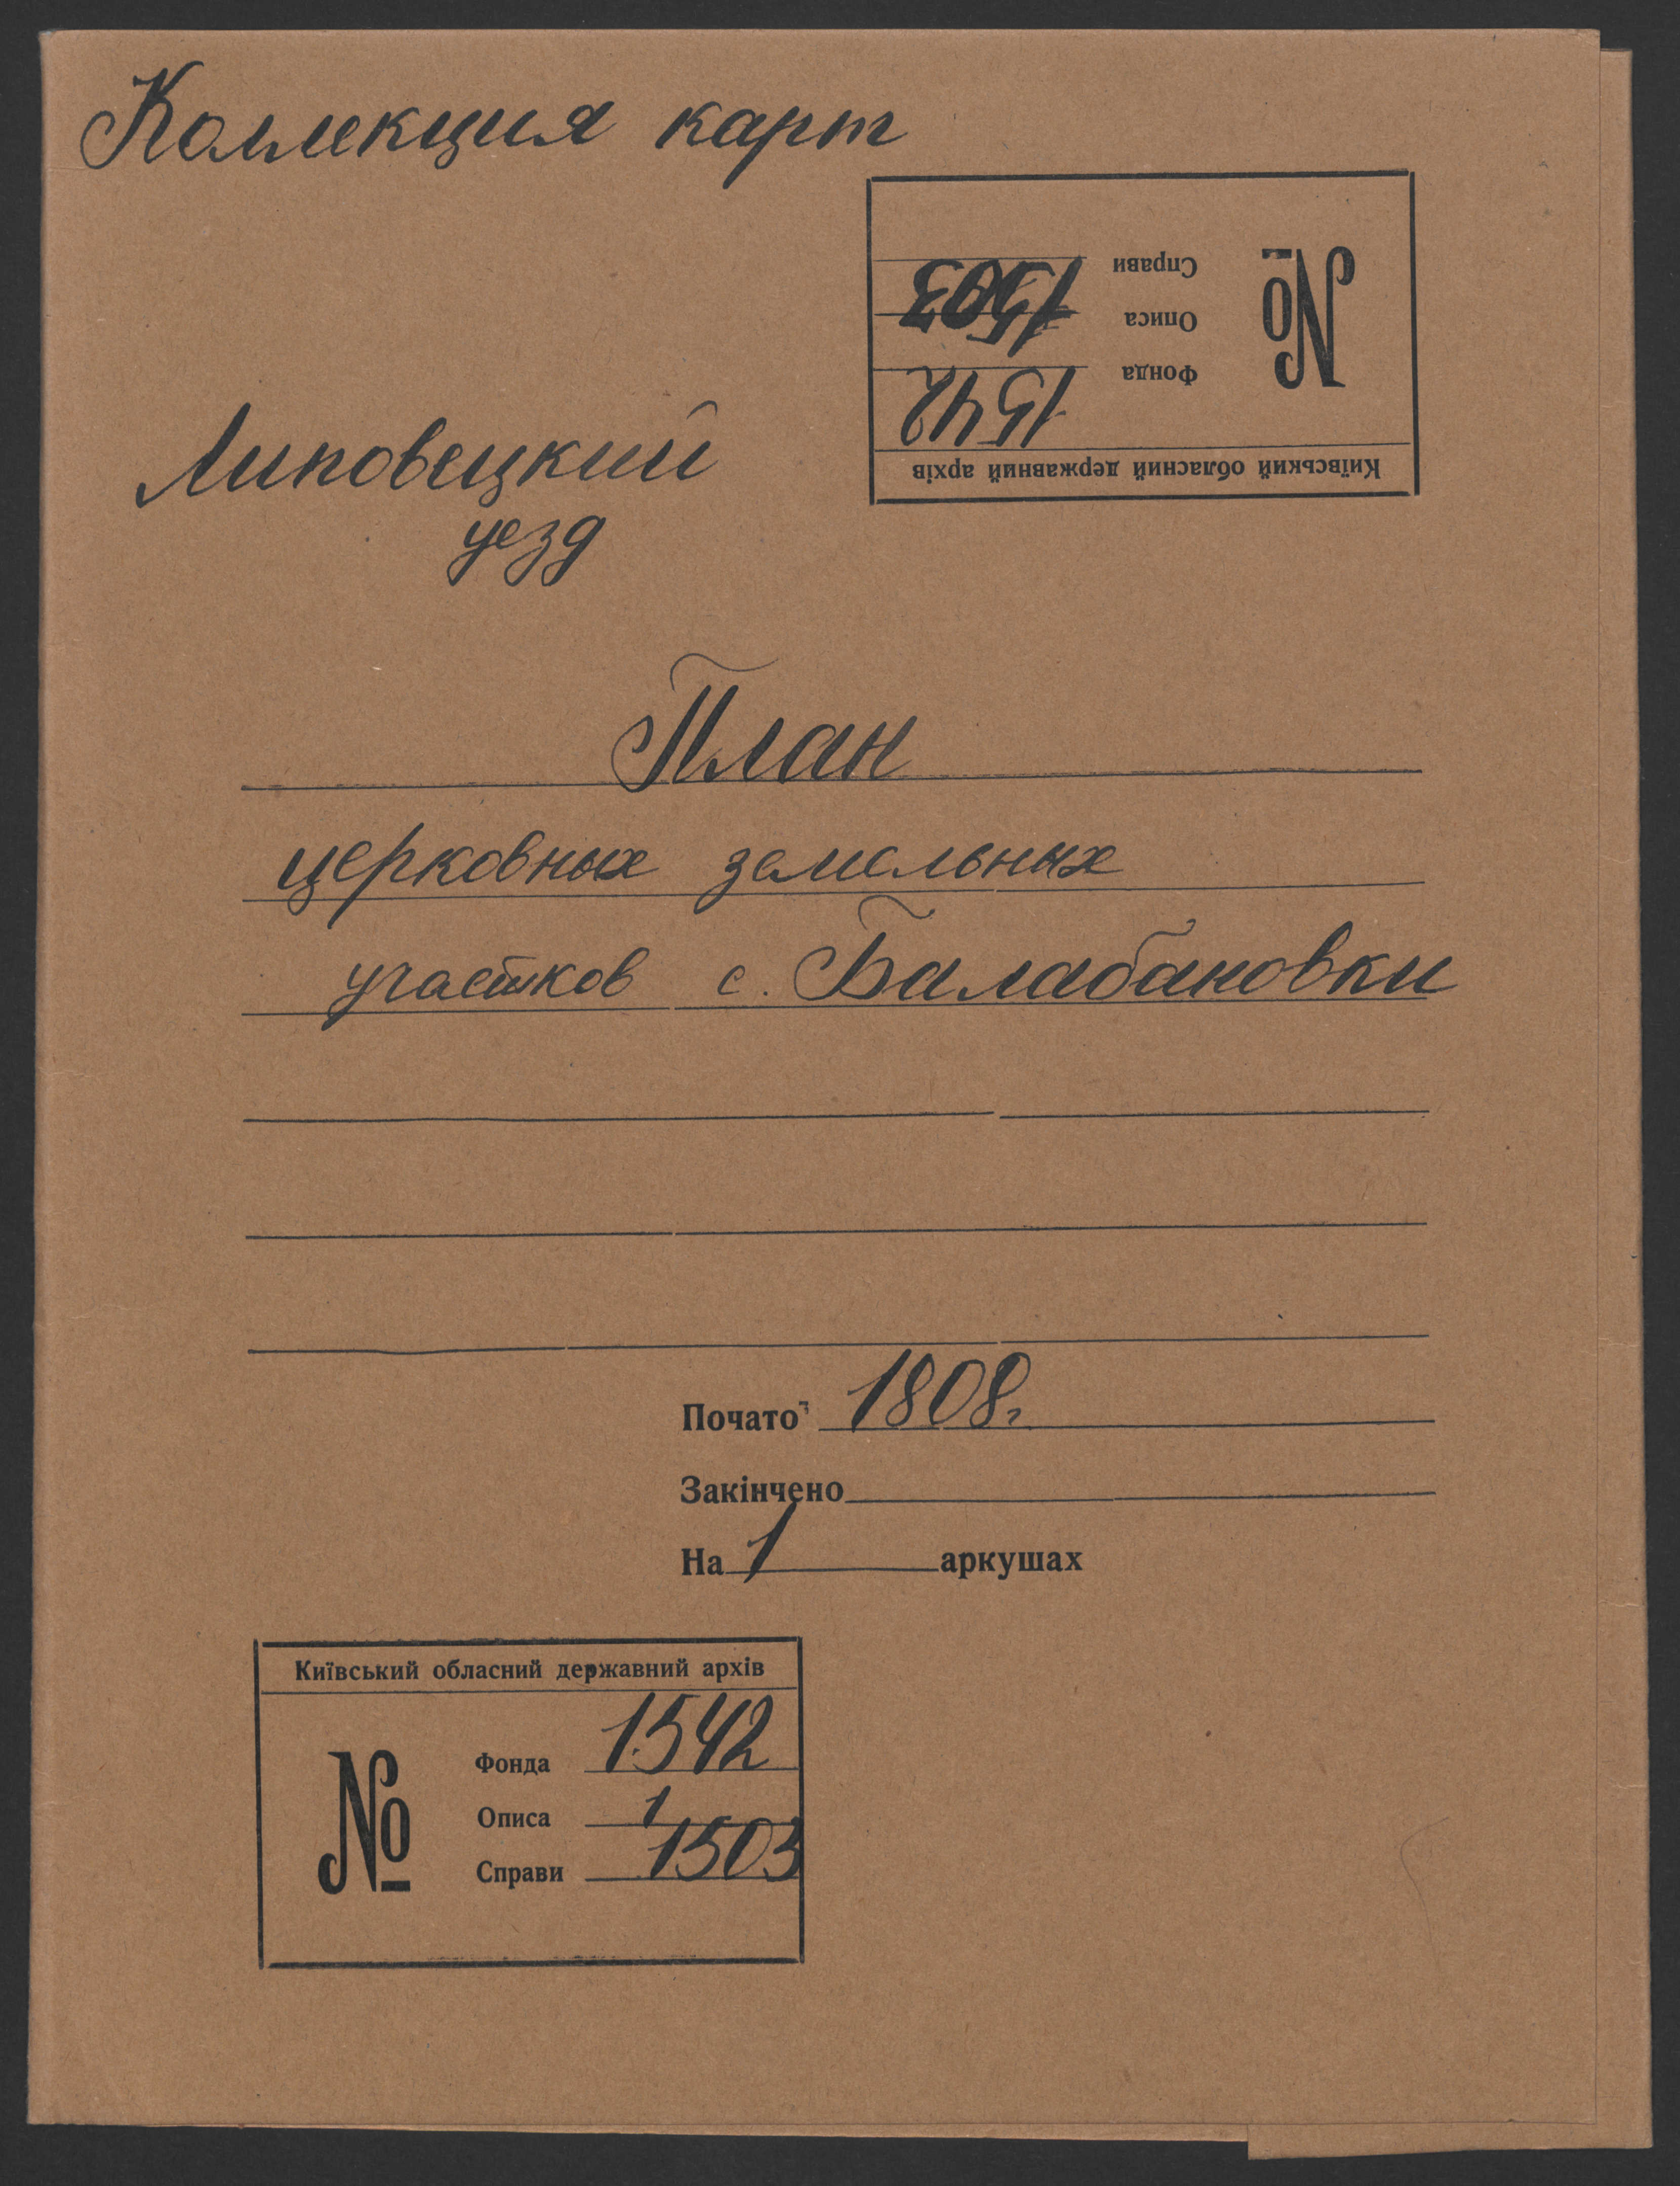 Коллекция карт
Київський обласний державний архів
№
Фонда 1542
Описа
Справи 1503
Липовецкий
уезд
План
церковных земельных
участков с. Балабановки
Почато 1808г
Закінчено
На 1 аркушах
Київський обласний державний архів
№
Фонда 1542
Описа 1
Справи 1503